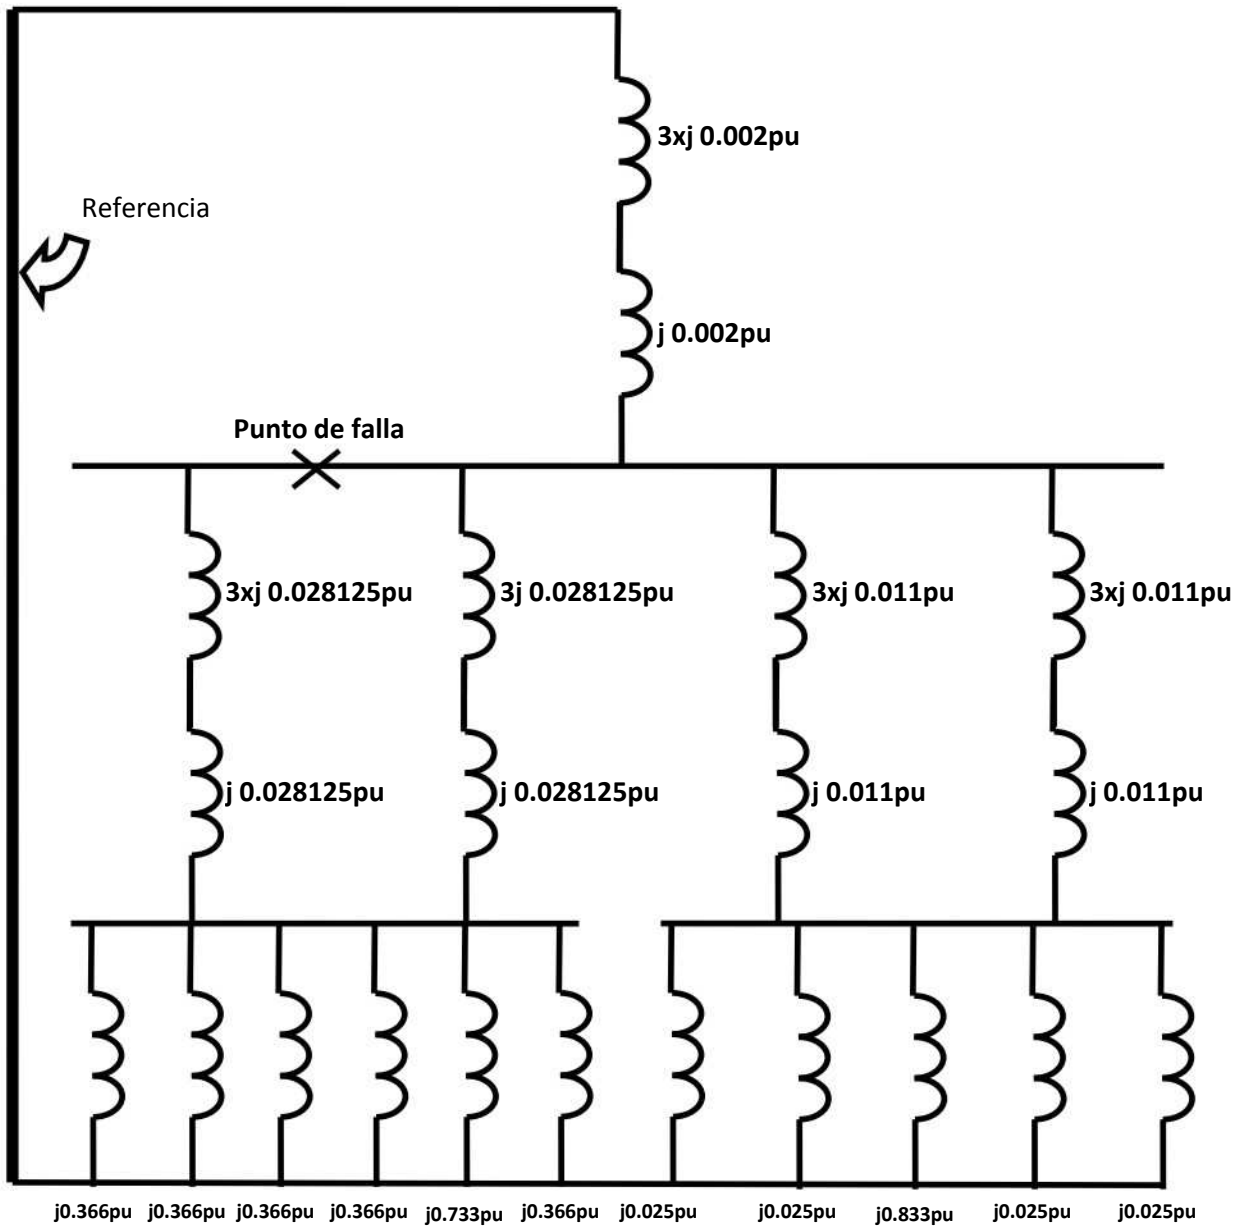 3xj 0.002pu
Referencia
j 0.002pu
Punto de falla
3xj 0.028125pu 3j 0.028125pu 3xj 0.011pu 3xj 0.011pu
j 0.028125pu j 0.028125pu j 0.011pu j 0.011pu
j0.366pu j0.366pu j0.366pu j0.366pu j0.733pu j0.366pu j0.025pu j0.025pu j0.833pu j0.025pu j0.025pu